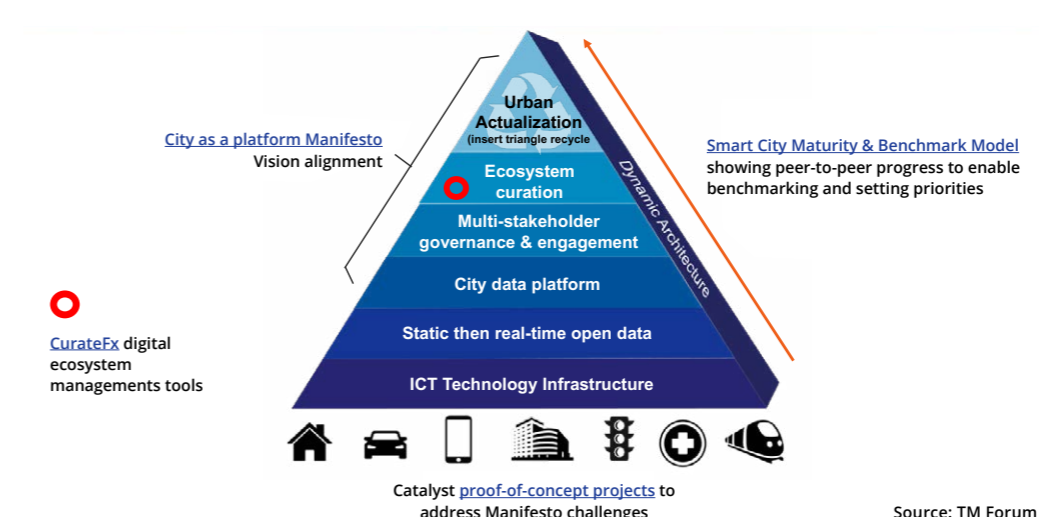 Urban
Actualization
(insert triangle recycle
City as a platform Manifesto
Vision alignment
Smart City Maturity & Benchmark Model
showing peer-to-peer progress to enable
benchmarking and setting priorities
Ecosystem
curation
Dynamic Architecture
Multi-stakeholder
governance & engagement
City data platform
CurateFx digital
ecosystem
managements tools
Static then real-time open data
ICT Technology Infrastructure
Catalyst proof-of-concept projects to
address Manifesto challenges
Source: TM Forum